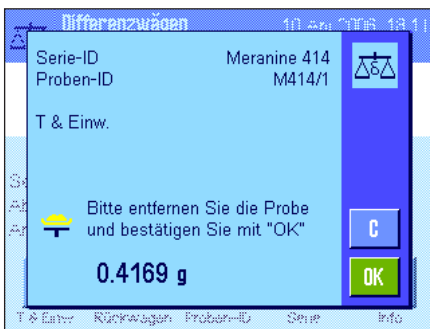 Differenzwägen 10.Apr 2006 18:1
Serie-ID Meranine 414
Proben-ID M414/1
T & Einw.
Bitte entfernen Sie die Probe
und bestätigen Sie mit "OK"
C
0.4169 g
OK
T & Einw Rückwägen Proben-ID Serie Info